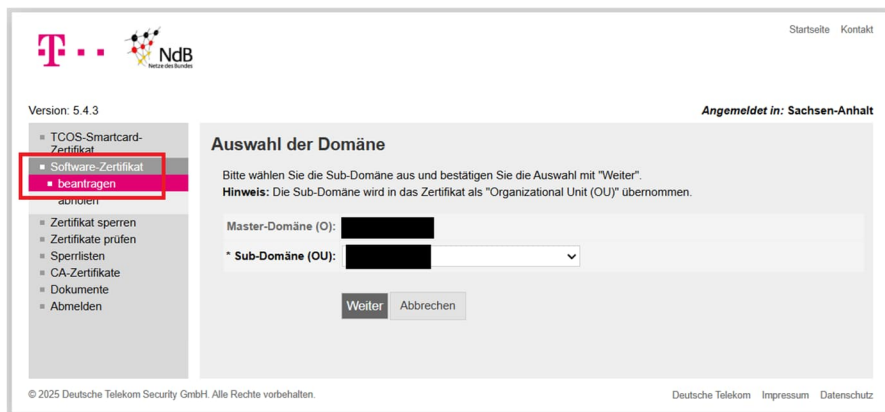 Startseite Kontakt
T
NdB
Netze des Bundes
Version: 5.4.3
Angemeldet in: Sachsen-Anhalt
TCOS-Smartcard-
Zertifikat
Software-Zertifikat
beantragen
abholen
Zertifikat sperren
Zertifikate prüfen
Sperrlisten
CA-Zertifikate
Dokumente
Abmelden
Auswahl der Domäne
Bitte wählen Sie die Sub-Domäne aus und bestätigen Sie die Auswahl mit "Weiter".
Hinweis: Die Sub-Domäne wird in das Zertifikat als "Organizational Unit (OU)" übernommen.
Master-Domäne (O):
* Sub-Domäne (OU):
Weiter Abbrechen
© 2025 Deutsche Telekom Security GmbH. Alle Rechte vorbehalten.
Deutsche Telekom Impressum Datenschutz